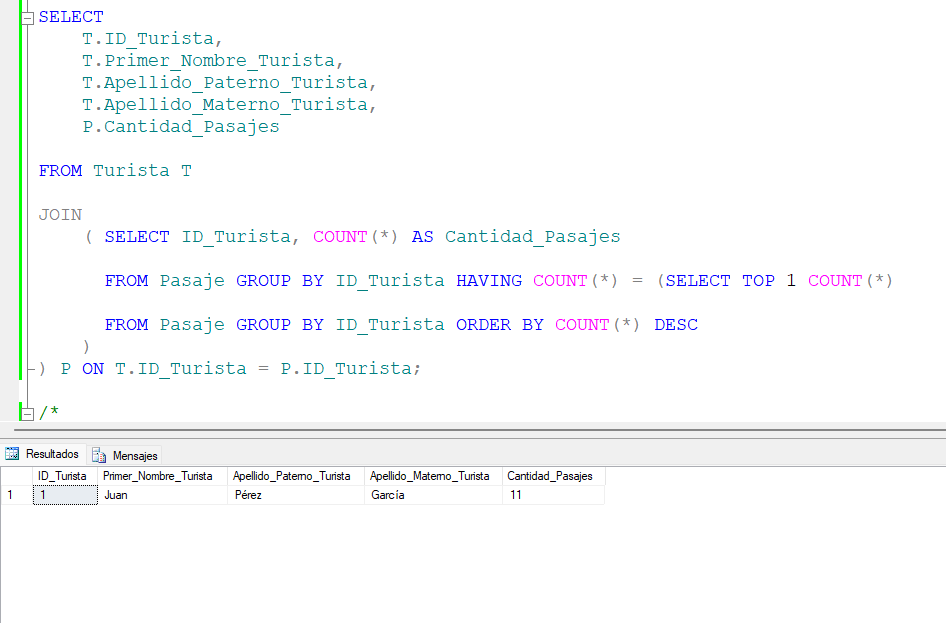 SELECT
T.ID_Turista,
T.Primer_Nombre_Turista,
T.Apellido_Paterno_Turista,
T.Apellido_Materno_Turista,
P.Cantidad_Pasajes
FROM Turista T
JOIN
( SELECT ID_Turista, COUNT(*) AS Cantidad_Pasajes
FROM Pasaje GROUP BY ID_Turista HAVING COUNT(*) = (SELECT TOP 1 COUNT(*)
FROM Pasaje GROUP BY ID_Turista ORDER BY COUNT(*) DESC
)
) P ON T.ID_Turista = P.ID_Turista;
/*
Resultados Mensajes
ID_Turista Primer_Nombre_Turista Apellido_Paterno_Turista Apellido_Materno_Turista Cantidad_Pasajes
1 1 Juan Pérez García 11